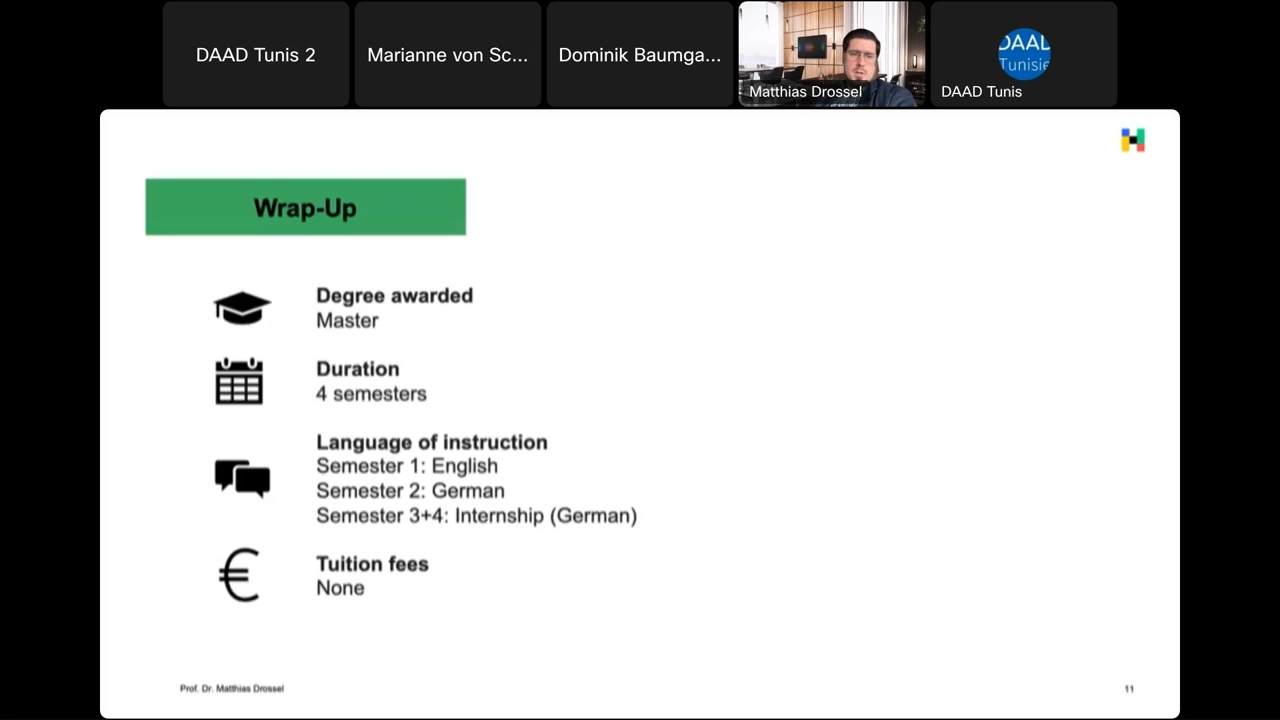 DAAD Tunis 2
Marianne von Sc...
Dominik Baumga...
Matthias Drossel
DAAD
Tunisie
DAAD Tunis
Wrap-Up
Degree awarded
Master
Duration
4 semesters
Language of instruction
Semester 1: English
Semester 2: German
Semester 3+4: Internship (German)
€
Tuition fees
None
Prof. Dr. Matthias Drossel
11